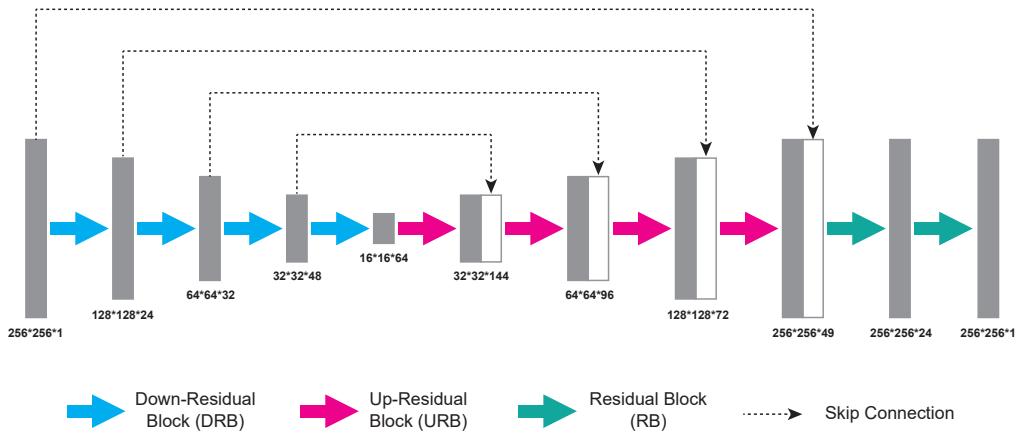 16*16*64
32*32*48
32*32*144
64*64*32
64*64*96
128*128*24
128*128*72
256*256*1
256*256*49
256*256*24
256*256*1
Down-Residual
Block (DRB)
Up-Residual
Block (URB)
Residual Block
(RB)
Skip Connection